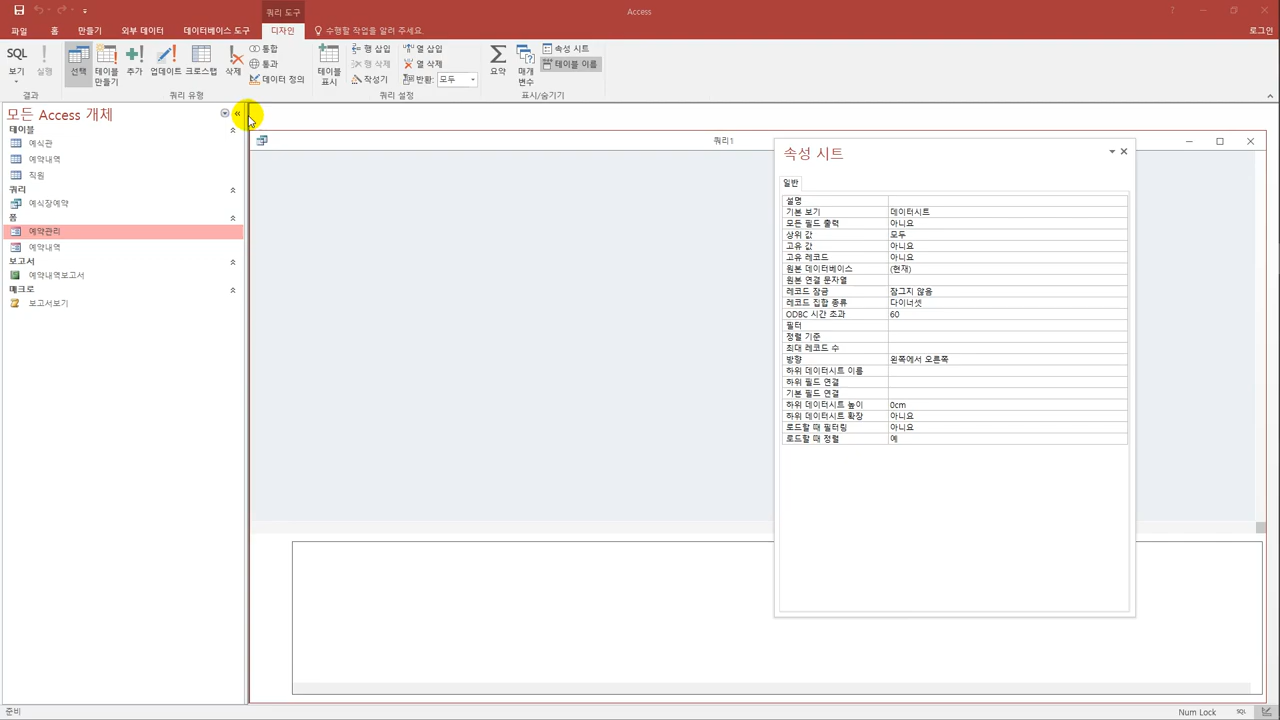 쿼리 도구
Access
파일
홈
만들기
외부 데이터
데이터베이스 도구
디자인
수행할 작업을 알려 주세요.
로그인
SQL
보기
실행
선택
테이블
만들기
추가
업데이트
크로스탭
삭제
통합
통과
데이터 정의
테이블
표시
행 삽입
행 삭제
작성기
열 삽입
열 삭제
반환:
모두
요약
매개
변수
속성 시트
테이블 이름
결과
쿼리 유형
쿼리 설정
표시/숨기기
모든 Access 개체
테이블
예식관
예약내역
직원
쿼리
예식장예약
폼
예약관리
예약내역
보고서
예약내역보고서
매크로
보고서보기
쿼리1
속성 시트
일반
설명
기본 보기 데이터시트
모든 필드 출력 아니요
상위 값 모두
고유 값 아니요
고유 레코드 아니요
원본 데이터베이스 (현재)
원본 연결 문자열
레코드 잠금 잠그지 않음
레코드 집합 종류 다이너셋
ODBC 시간 초과 60
필터
정렬 기준
최대 레코드 수
방향 왼쪽에서 오른쪽
하위 데이터시트 이름
하위 필드 연결
기본 필드 연결
하위 데이터시트 높이 0cm
하위 데이터시트 확장 아니요
로드할 때 필터링 아니요
로드할 때 정렬 예
준비
Num Lock
SQL